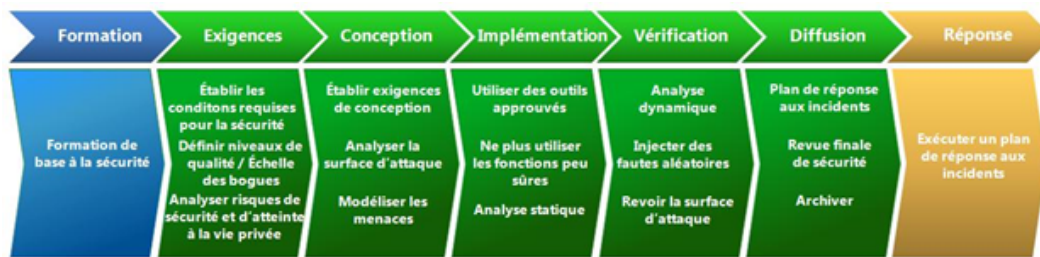 Formation
Exigences
Conception
Implémentation
Vérification
Diffusion
Réponse
Formation de
base à la sécurité
Établir les
conditons requises
pour la sécurité
Définir niveaux de
qualité / Échelle
des bogues
Analyser risques de
sécurité et d'atteinte
à la vie privée
Établir exigences
de conception
Analyser la
surface d'attaque
Modéliser les
menaces
Utiliser des outils
approuvés
Ne plus utiliser
les fonctions peu
sûres
Analyse statique
Analyse
dynamique
Injecter des
fautes aléatoires
Revoir la surface
d'attaque
Plan de réponse
aux incidents
Revue finale
de sécurité
Archiver
Exécuter un plan
de réponse aux
incidents